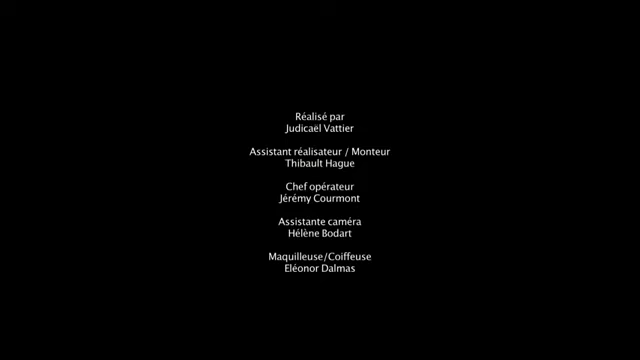 Réalisé par
Judicaël Vattier
Assistant réalisateur / Monteur
Thibault Hague
Chef opérateur
Jérémy Courmont
Assistante caméra
Hélène Bodart
Maquilleuse/Coiffeuse
Eléonor Dalmas